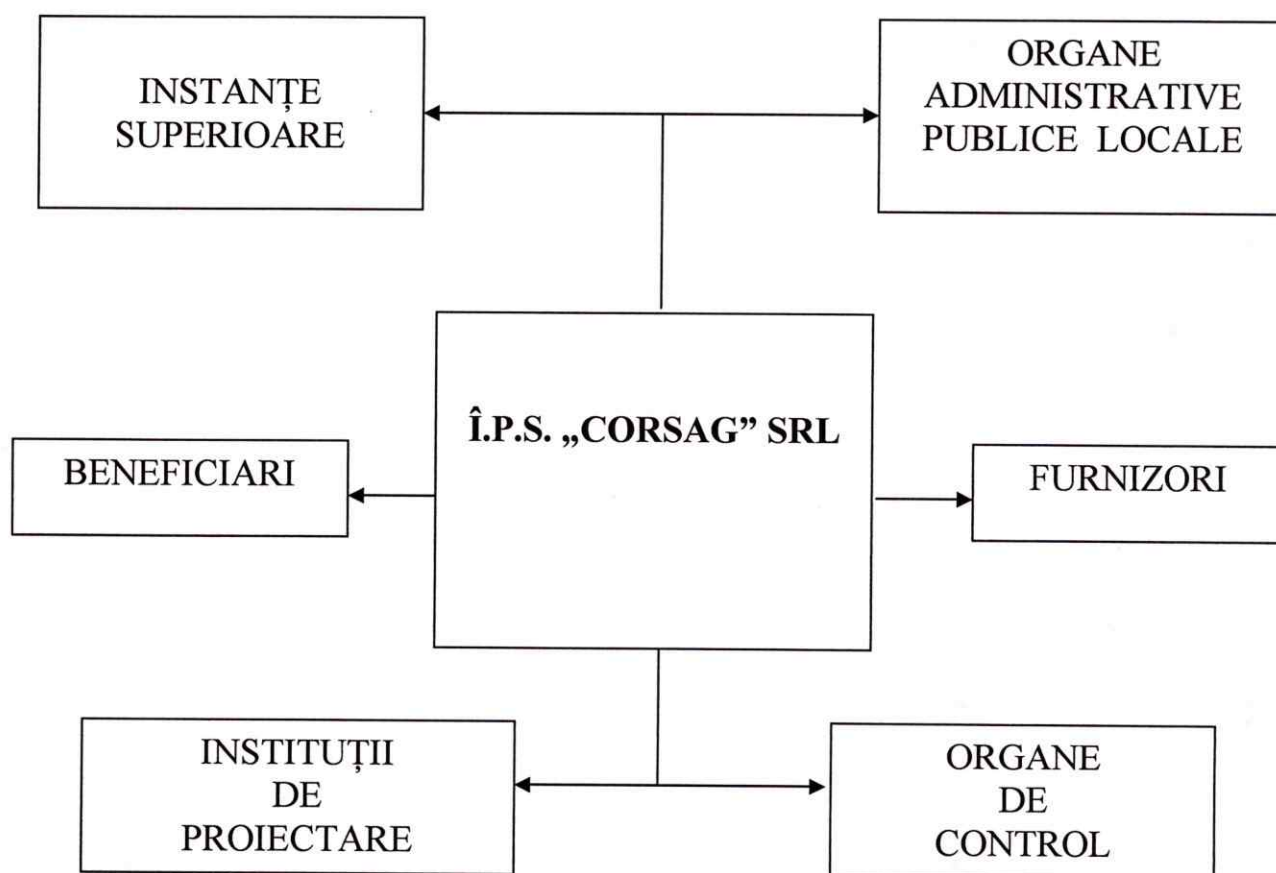 INSTANȚE
SUPERIOARE
ORGANE
ADMINISTRATIVE
PUBLICE LOCALE
Î.P.S. „CORSAG” SRL
BENEFICIARI
FURNIZORI
INSTITUȚII
DE
PROIECTARE
ORGANE
DE
CONTROL